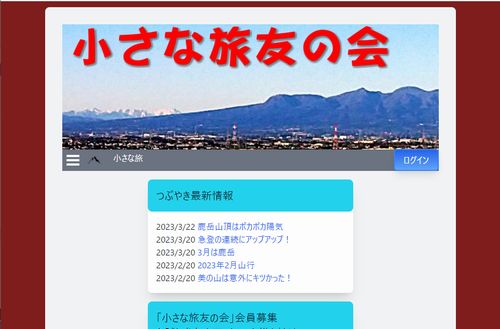 小さな旅友の会
小さな旅
ログイン
つぶやき最新情報
2023/3/22 鹿岳山頂はポカポカ陽気
2023/3/20 急登の連続にアップアップ！
2023/3/20 3月は鹿岳
2023/2/20 2023年2月山行
2023/2/20 美の山は意外にキツかった！
「小さな旅友の会」会員募集